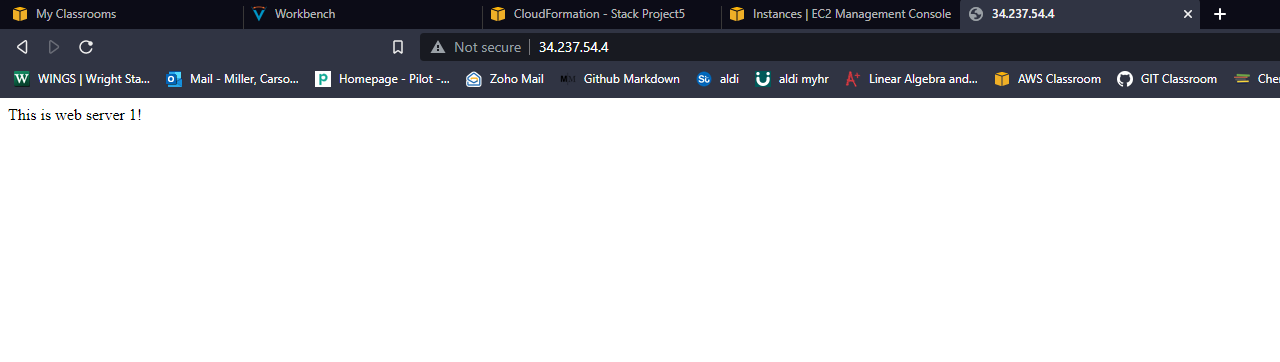 My Classrooms Workbench CloudFormation - Stack Project5 Instances | EC2 Management Console 34.237.54.4
Not secure 34.237.54.4
WINGS | Wright Sta... Mail - Miller, Carso... Homepage - Pilot -... Zoho Mail Github Markdown aldi aldi myhr Linear Algebra and... AWS Classroom GIT Classroom Che
This is web server 1!